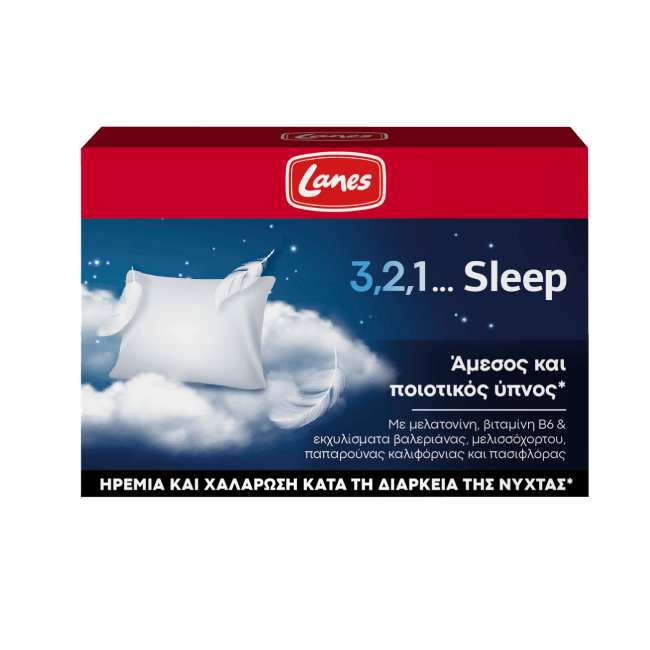 Lanes
Lanes
3,2,1... Sleep
Άμεσος και
ποιοτικός ύπνος*
Με μελατονίνη, βιταμίνη Β6 &
εκχυλίσματα βαλεριάνας, μελισσόχορτου,
παπαρούνας καλιφόρνιας και πασιφλόρας
ΗΡΕΜΙΑ ΚΑΙ ΧΑΛΑΡΩΣΗ ΚΑΤΑ ΤΗ ΔΙΑΡΚΕΙΑ ΤΗΣ ΝΥΧΤΑΣ*